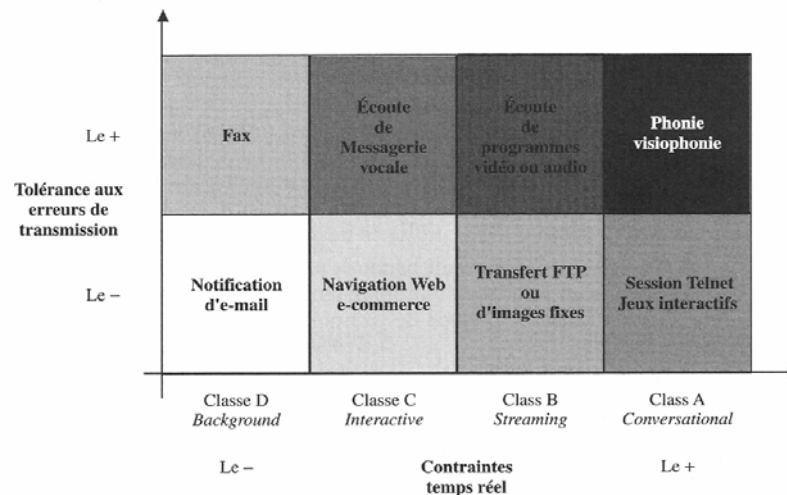 Le +
Tolérance aux
erreurs de
transmission
Le –
Fax
Écoute
de
Messagerie
vocale
Écoute
de
programmes
vidéo ou audio
Phonie
visiophonie
Notification
d'e-mail
Navigation Web
e-commerce
Transfert FTP
ou
d'images fixes
Session Telnet
Jeux interactifs
Classe D
Background
Classe C
Interactive
Class B
Streaming
Class A
Conversational
Le –
Contraintes
temps réel
Le +